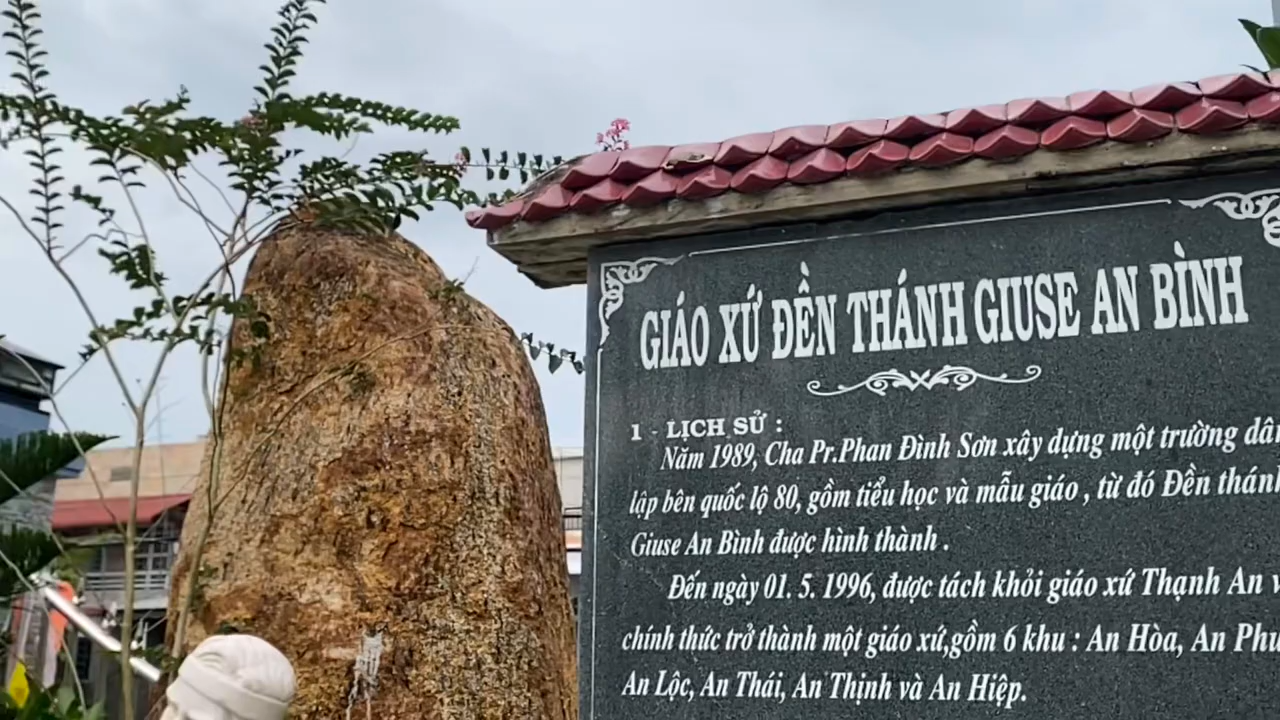 GIÁO XỨ ĐỀN THÁNH GIUSE AN BÌNH
1 - LỊCH SỬ :
Năm 1989, Cha Pr.Phan Đình Sơn xây dựng một trường dân
lập bên quốc lộ 80, gồm tiểu học và mẫu giáo , từ đó Đền thánh
Giuse An Bình được hình thành .
Đến ngày 01. 5. 1996, được tách khỏi giáo xứ Thạnh An
chính thức trở thành một giáo xứ,gồm 6 khu : An Hòa, An
An Lộc, An Thái, An Thịnh và An Hiệp.